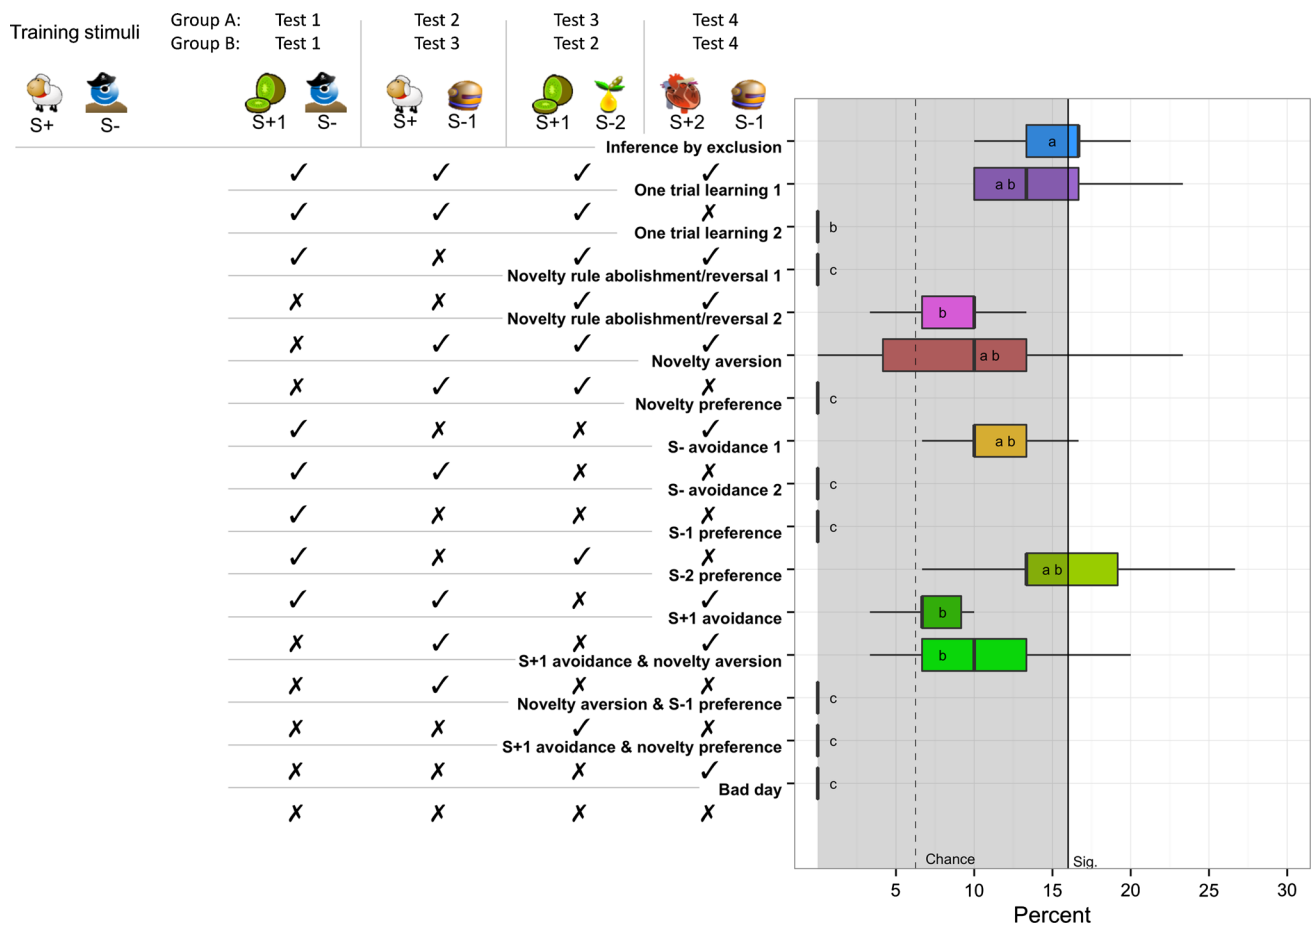 Training stimuli
Group A: Test 1 Test 2 Test 3 Test 4
Group B: Test 1 Test 3 Test 2 Test 4
S+ S- S+1 S- S+ S-1 S+1 S-2 S+2 S-1
Inference by exclusion
a
✓ ✓ ✓ ✓
One trial learning 1
a b
✓ ✓ ✓ ✗
One trial learning 2
b
✓ ✗ ✓ ✓
Novelty rule abolishment/reversal 1
c
✗ ✗ ✓ ✓
Novelty rule abolishment/reversal 2
b
✗ ✓ ✓ ✓
Novelty aversion
a b
✗ ✓ ✓ ✗
Novelty preference
c
✓ ✗ ✗ ✓
S- avoidance 1
a b
✓ ✓ ✗ ✗
S- avoidance 2
c
✓ ✗ ✗ ✗
S-1 preference
c
✓ ✗ ✓ ✗
S-2 preference
a b
✓ ✓ ✗ ✓
S+1 avoidance
b
✗ ✓ ✗ ✓
S+1 avoidance & novelty aversion
b
✗ ✓ ✗ ✗
Novelty aversion & S-1 preference
c
✗ ✗ ✓ ✗
S+1 avoidance & novelty preference
c
✗ ✗ ✗ ✓
Bad day
c
✗ ✗ ✗ ✗
Chance Sig.
5 10 15 20 25 30
Percent